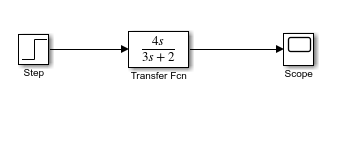 4s
3s + 2
Step
Transfer Fcn
Scope